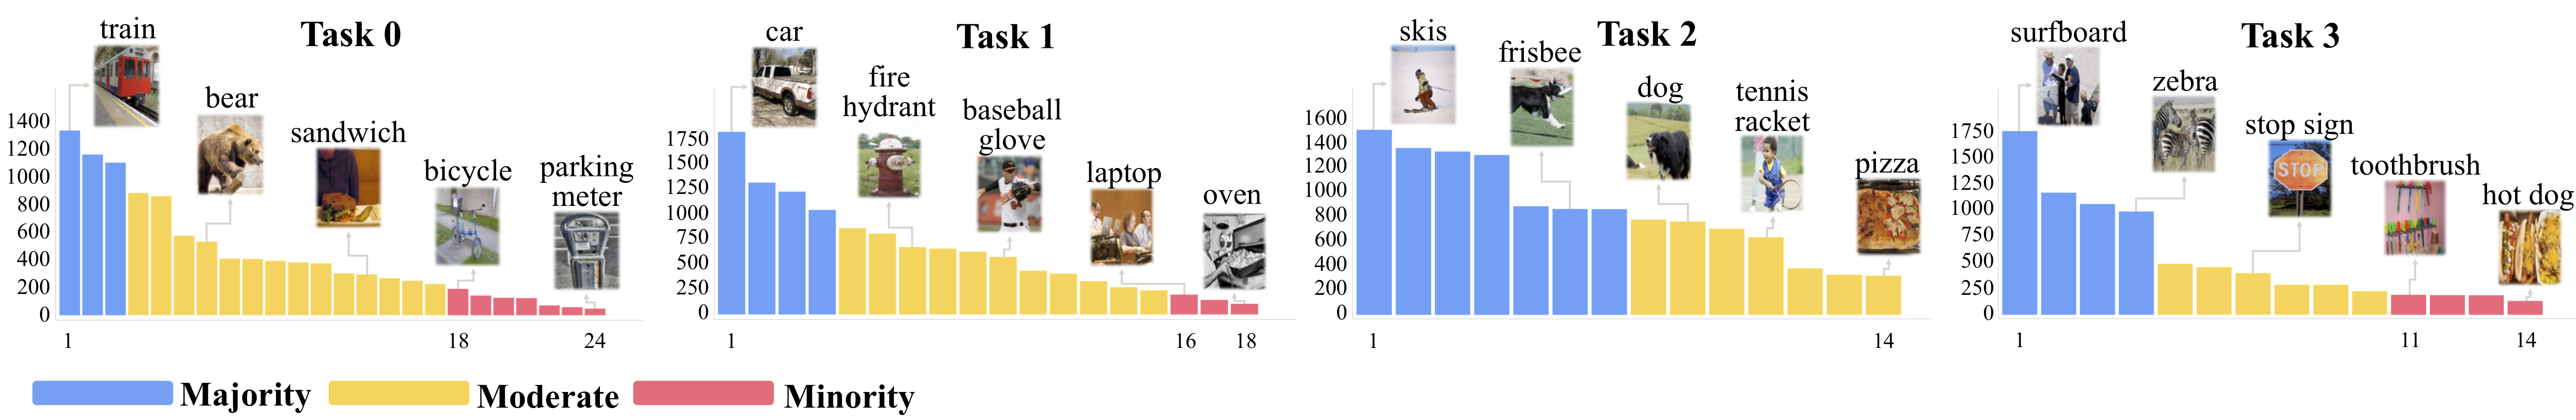 Task 0
train
bear
sandwich
bicycle
parking
meter
1400
1200
1000
800
600
400
200
0
1
18
24
Task 1
car
fire
hydrant
baseball
glove
laptop
oven
1750
1500
1250
1000
750
500
250
0
1
16
18
Task 2
skis
frisbee
dog
tennis
racket
pizza
1600
1400
1200
1000
800
600
400
200
0
1
14
Task 3
surfboard
zebra
stop sign
STOP
toothbrush
hot dog
1750
1500
1250
1000
750
500
250
0
1
11
14
Majority
Moderate
Minority